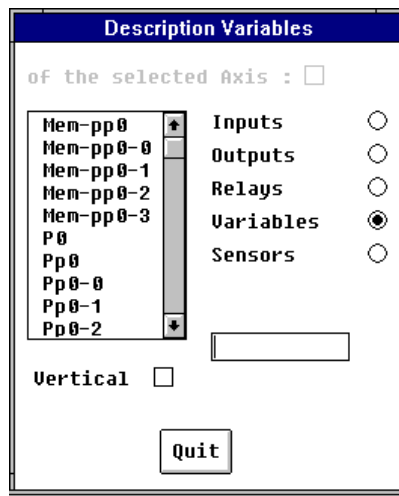 Description Variables
of the selected Axis :
Mem-pp0
Mem-pp0-0
Mem-pp0-1
Mem-pp0-2
Mem-pp0-3
P0
Pp0
Pp0-0
Pp0-1
Pp0-2
Inputs
Outputs
Relays
Variables
Sensors
Vertical
Quit